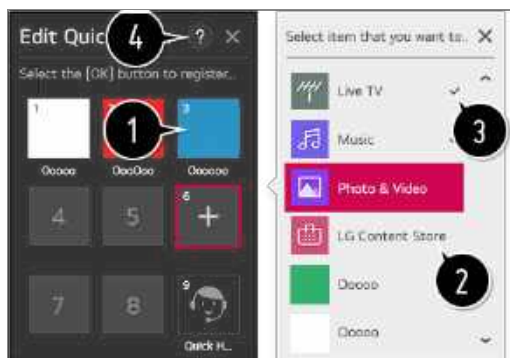 Edit Quic
4
?
Select the [OK] button to register...
1
3
1
Ooooo
OooOoo
Oooooo
4
5
6
+
7
8
9
Quick H...
Select item that you want to..
Live TV
3
Music
Photo & Video
LG Content Store
2
Ooooo
Ooooo